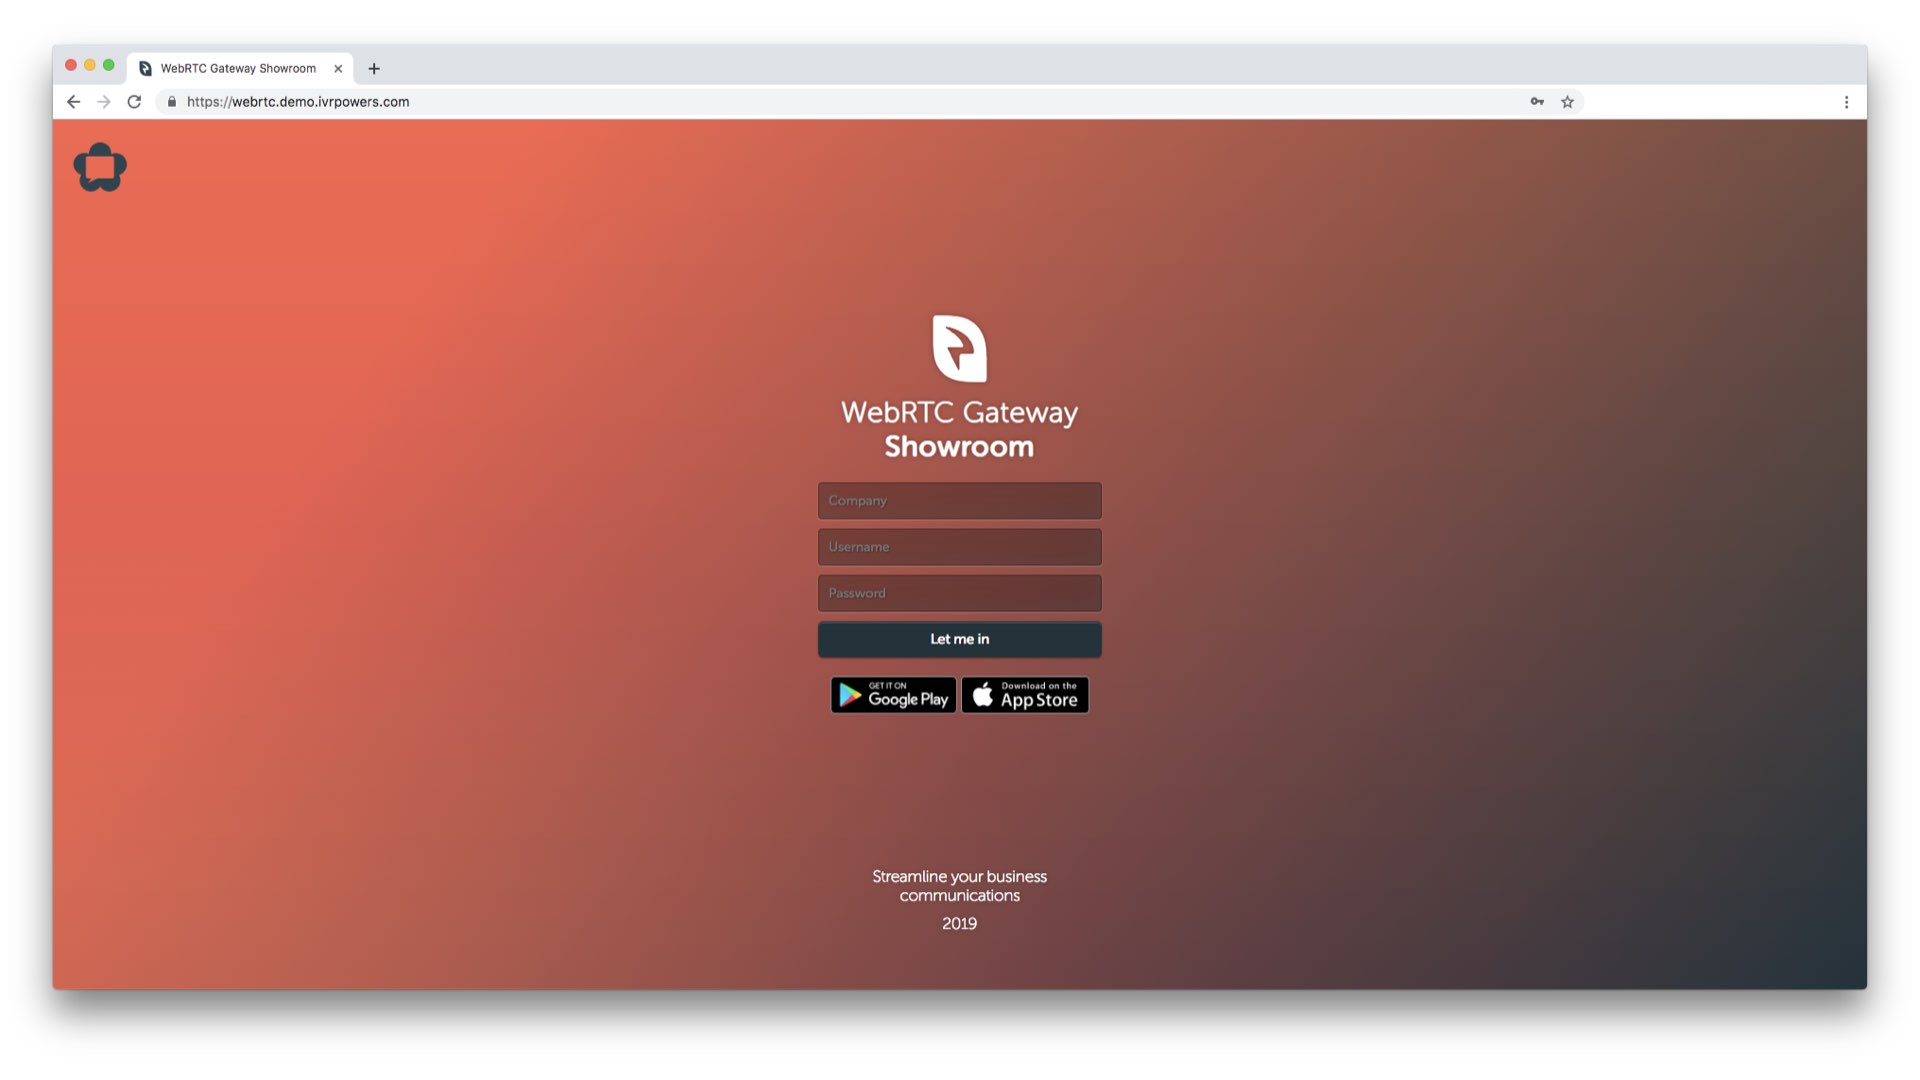 WebRTC Gateway Showroom
https://webrtc.demo.ivrpowers.com
WebRTC Gateway
Showroom
Company
Username
Password
Let me in
GET IT ON
Google Play
Download on the
App Store
Streamline your business
communications
2019